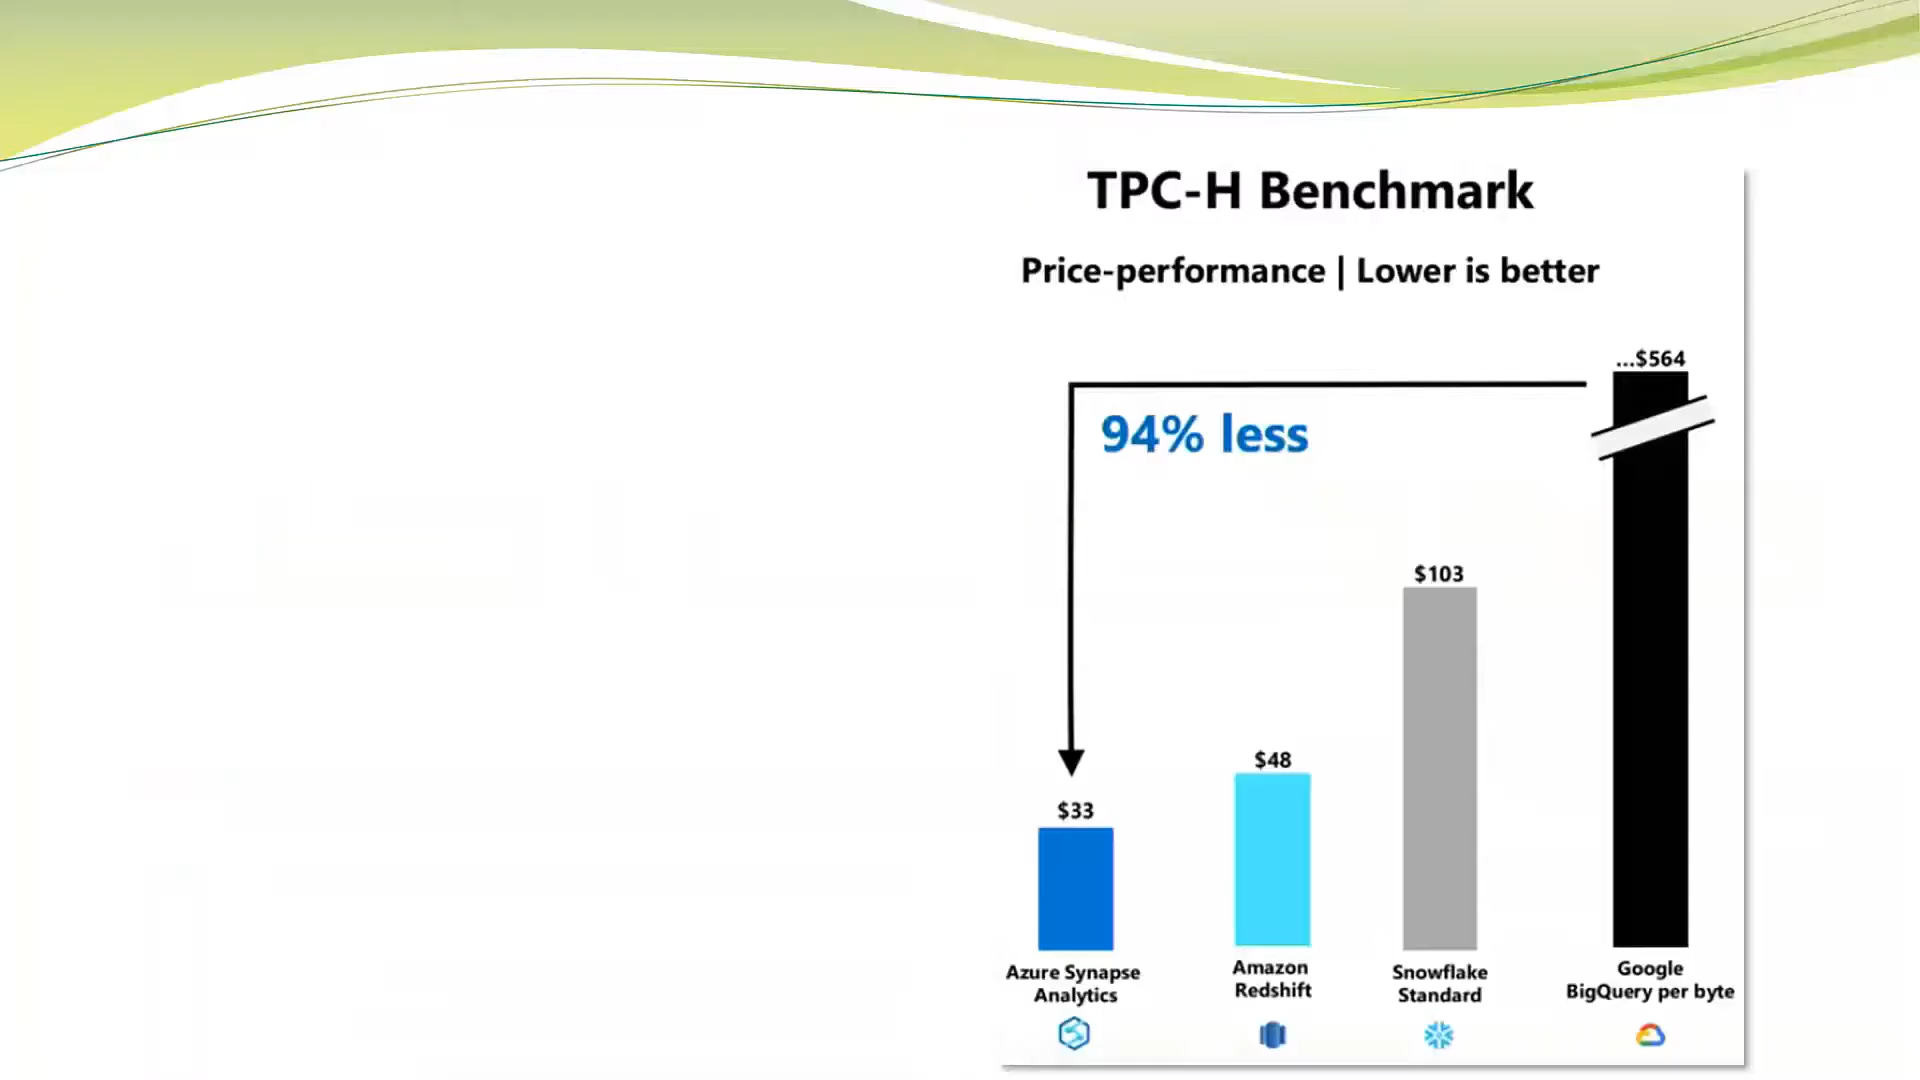 TPC-H Benchmark
Price-performance | Lower is better
...$564
94% less
$103
$48
$33
Azure Synapse
Analytics
Amazon
Redshift
Snowflake
Standard
Google
BigQuery per byte